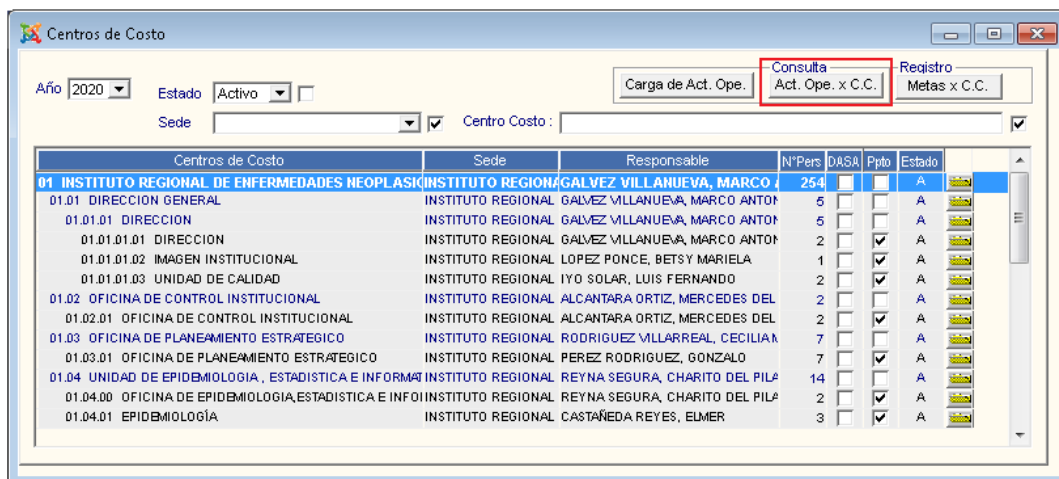 Centros de Costo
Consulta Registro
Año 2020 Estado Activo Carga de Act. Ope. Act. Ope. x C.C. Metas x C.C.
Sede Centro Costo :
Centros de Costo Sede Responsable N°Pers DASA Ppto Estado
01 INSTITUTO REGIONAL DE ENFERMEDADES NEOPLASIC INSTITUTO REGIONA GALVEZ VILLANUEVA, MARCO A 254 A
01.01 DIRECCION GENERAL INSTITUTO REGIONAL GALVEZ VILLANUEVA, MARCO ANTON 5 A
01.01.01 DIRECCION INSTITUTO REGIONAL GALVEZ VILLANUEVA, MARCO ANTON 5 A
01.01.01.01 DIRECCION INSTITUTO REGIONAL GALVEZ VILLANUEVA, MARCO ANTON 2 A
01.01.01.02 IMAGEN INSTITUCIONAL INSTITUTO REGIONAL LOPEZ PONCE, BETSY MARIELA 1 A
01.01.01.03 UNIDAD DE CALIDAD INSTITUTO REGIONAL IYO SOLAR, LUIS FERNANDO 2 A
01.02 OFICINA DE CONTROL INSTITUCIONAL INSTITUTO REGIONAL ALCANTARA ORTIZ, MERCEDES DEL 2 A
01.02.01 OFICINA DE CONTROL INSTITUCIONAL INSTITUTO REGIONAL ALCANTARA ORTIZ, MERCEDES DEL 2 A
01.03 OFICINA DE PLANEAMIENTO ESTRATEGICO INSTITUTO REGIONAL RODRIGUEZ VILLARREAL, CECILIA M 7 A
01.03.01 OFICINA DE PLANEAMIENTO ESTRATEGICO INSTITUTO REGIONAL PEREZ RODRIGUEZ, GONZALO 7 A
01.04 UNIDAD DE EPIDEMIOLOGIA , ESTADISTICA E INFORMAT INSTITUTO REGIONAL REYNA SEGURA, CHARITO DEL PILA 14 A
01.04.00 OFICINA DE EPIDEMIOLOGIA,ESTADISTICA E INFO INSTITUTO REGIONAL REYNA SEGURA, CHARITO DEL PILA 2 A
01.04.01 EPIDEMIOLOGÍA INSTITUTO REGIONAL CASTAÑEDA REYES, ELMER 3 A